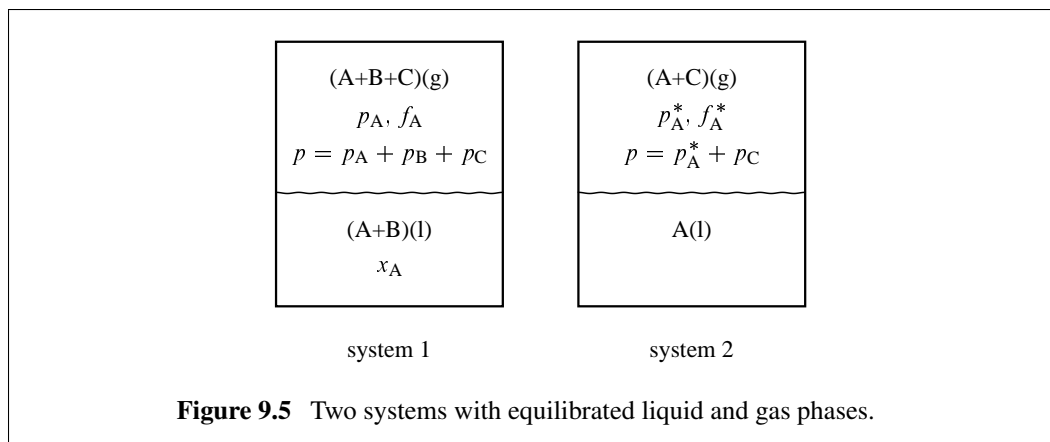 (A+B+C)(g)
p_A, f_A
p = p_A + p_B + p_C
(A+B)(l)
x_A
system 1
(A+C)(g)
p*_A, f*_A
p = p*_A + p_C
A(l)
system 2
Figure 9.5 Two systems with equilibrated liquid and gas phases.